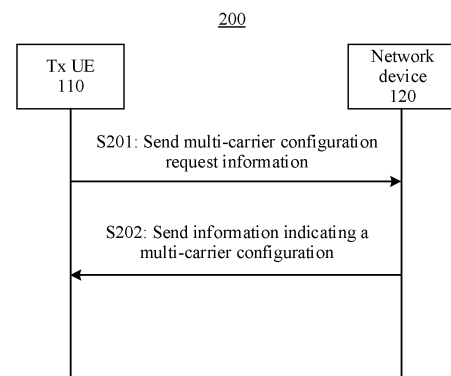 200
Tx UE
110
Network
device
120
S201: Send multi-carrier configuration
request information
S202: Send information indicating a
multi-carrier configuration